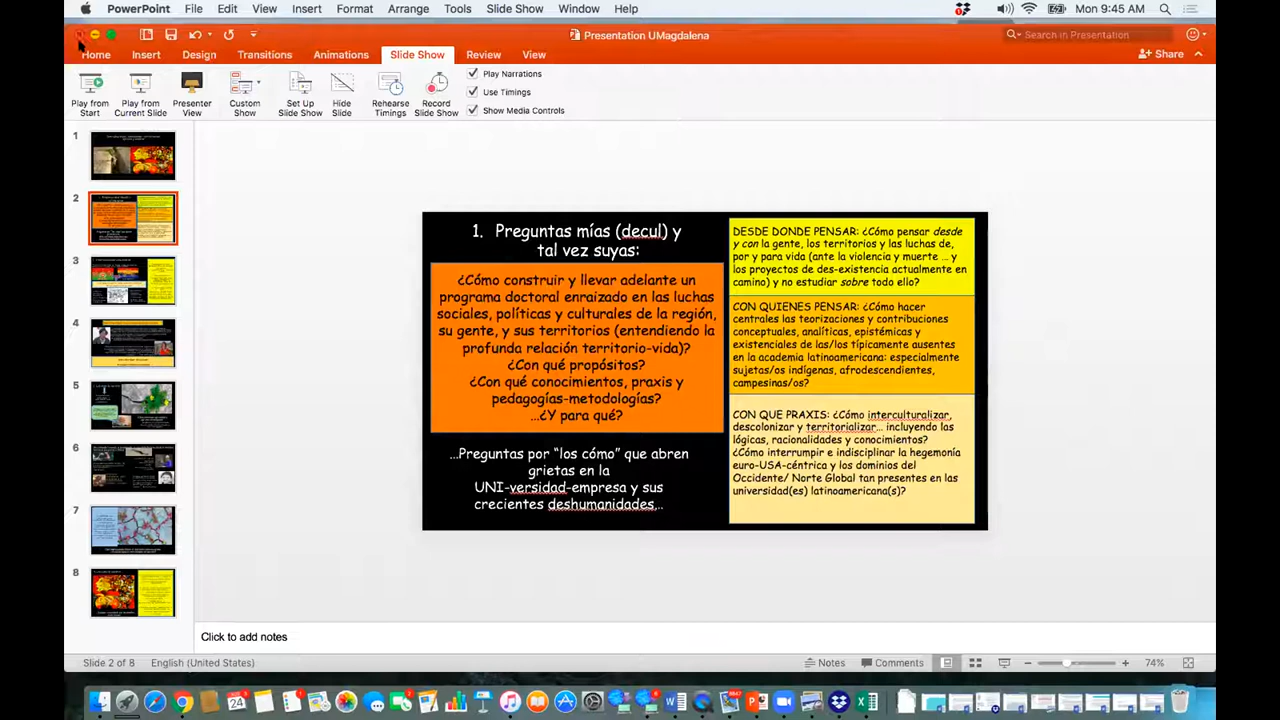 PowerPoint File Edit View Insert Format Arrange Tools Slide Show Window Help Mon 9:45 AM
Presentation UMagdalena
Search in Presentation
Home Insert Design Transitions Animations Slide Show Review View
Share
Play from Start
Play from Current Slide
Presenter View
Custom Show
Set Up Slide Show
Hide Slide
Rehearse Timings
Record Slide Show
Play Narrations
Use Timings
Show Media Controls
1
2
3
4
5
6
7
8
1. Preguntas mías (decul) y
tal vez suyas:
¿Cómo construir y llevar adelante un
programa doctoral enraizado en las luchas
sociales, políticas y culturales de la región,
su gente, y sus territorios (entendiendo la
profunda relación territorio-vida)?
¿Con qué propósitos?
¿Con qué conocimientos, praxis y
pedagogías-metodologías?
...¿Y para qué?
...Preguntas por "los cómo" que abren
grietas en la
UNI-versidad-empresa y sus
crecientes deshumanidades...
DESDE DONDE PENSAR: ¿Cómo pensar desde
y con la gente, los territorios y las luchas de,
por y para vida (ante la violencia y muerte ... y
los proyectos de des-existencia actualmente en
camino) y no estudiar sobre todo ello?
CON QUIENES PENSAR: ¿Cómo hacer
centrales las teorizaciones y contribuciones
conceptuales, analíticas, epistémicas y
existenciales de las/los típicamente ausentes
en la academia latinoamericana: especialmente
sujetas/os indígenas, afrodescendientes,
campesinas/os?
CON QUE PRAXIS: ¿Cómo interculturalizar,
descolonizar y territorializar... incluyendo las
lógicas, racionalidades y conocimientos?
¿Cómo interrumpir e indisciplinar la hegemonía
euro-USA-céntrica y los dominios del
Occidente/ Norte Global tan presentes en las
universidad(es) latinoamericana(s)?
Click to add notes
Slide 2 of 8 English (United States) Notes Comments 74%
24